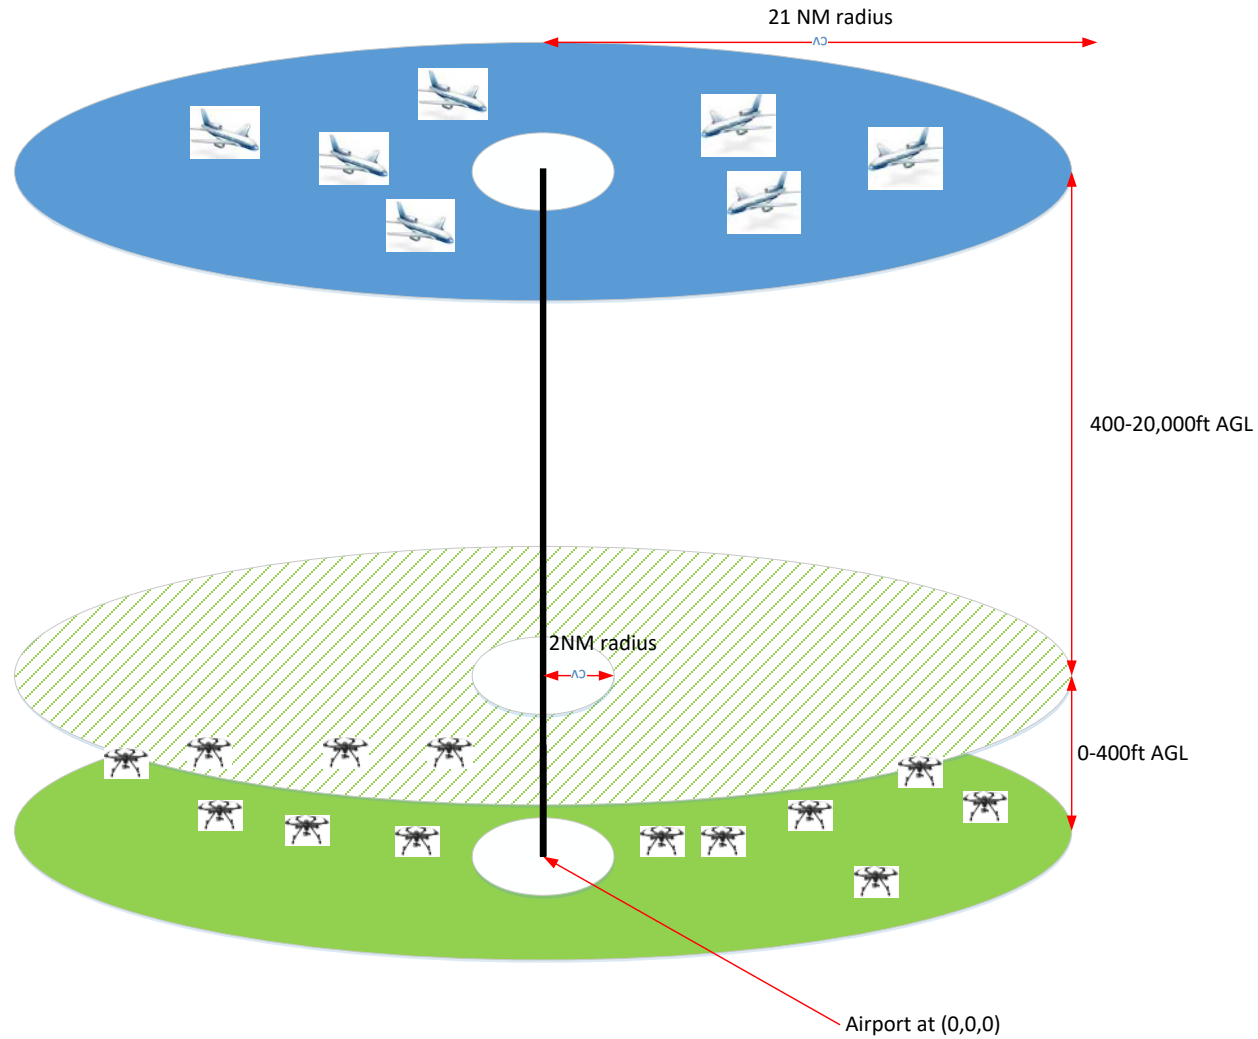 21 NM radius
400-20,000ft AGL
2NM radius
0-400ft AGL
Airport at (0,0,0)